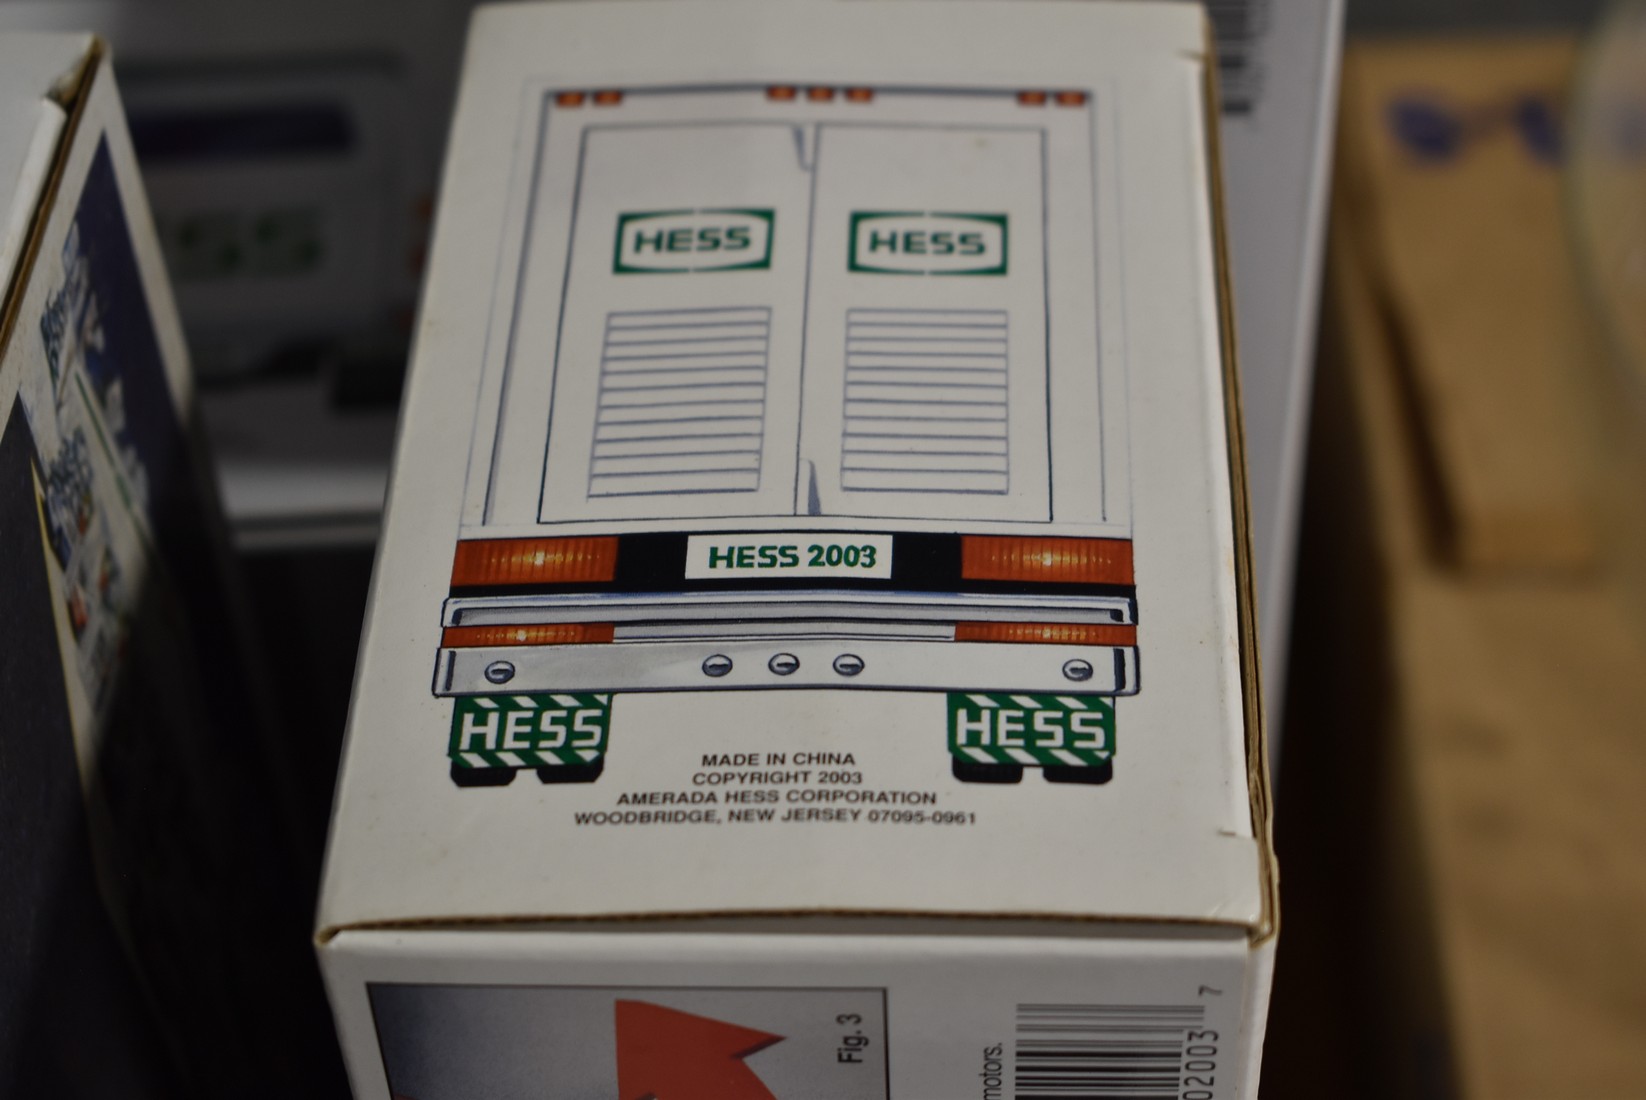 HESS HESS
HESS 2003
HESS HESS
MADE IN CHINA
COPYRIGHT 2003
AMERADA HESS CORPORATION
WOODBRIDGE, NEW JERSEY 07095-0961
Fig. 3
motors.
02003 7